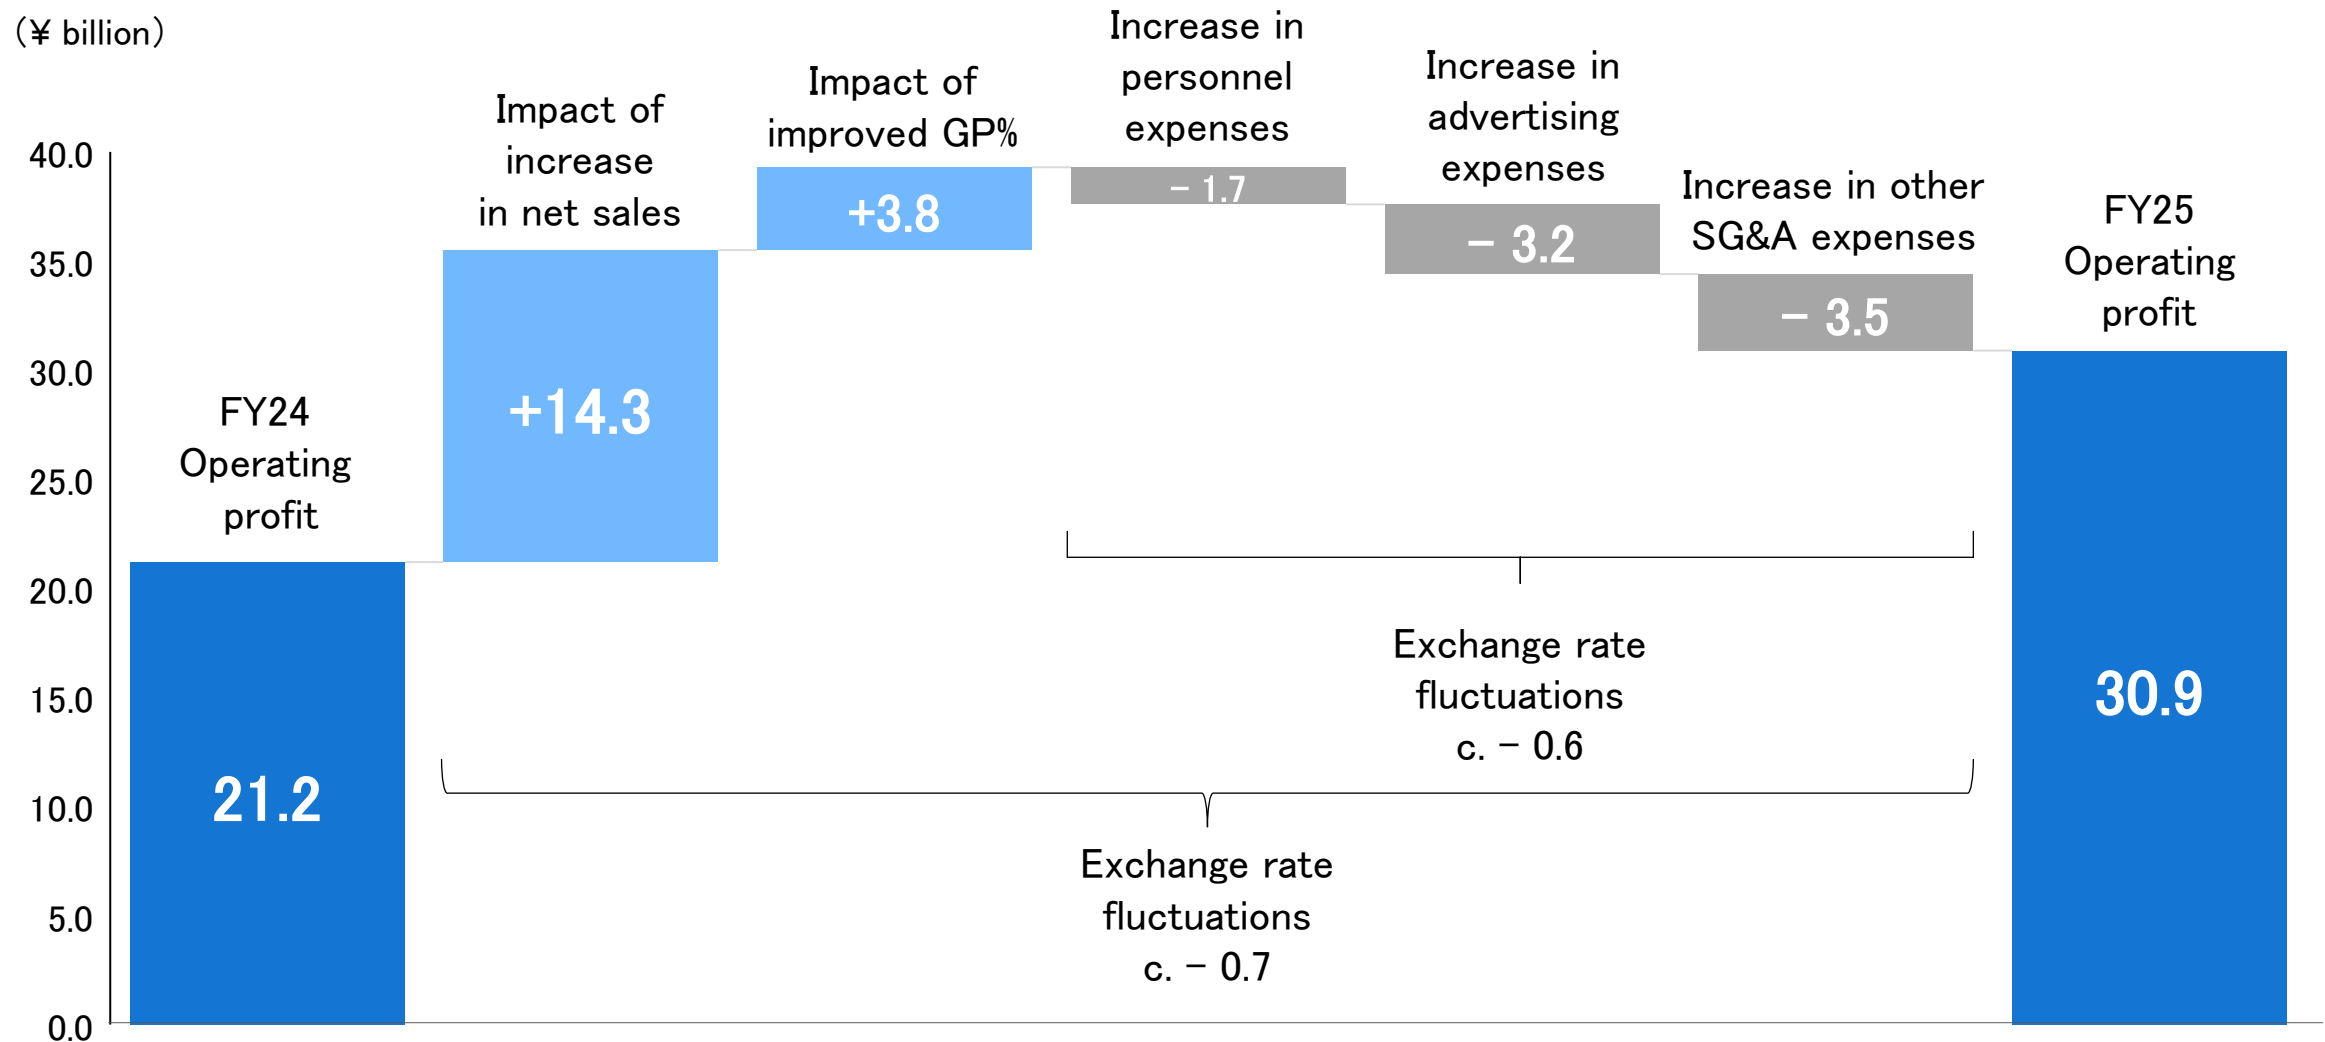 (¥ billion)
40.0
35.0
30.0
25.0
20.0
15.0
10.0
5.0
0.0
FY24
Operating
profit
21.2
Impact of
increase
in net sales
+14.3
Impact of
improved GP%
+3.8
Increase in
personnel
expenses
− 1.7
Increase in
advertising
expenses
− 3.2
Increase in other
SG&A expenses
− 3.5
FY25
Operating
profit
30.9
Exchange rate
fluctuations
c. − 0.6
Exchange rate
fluctuations
c. − 0.7